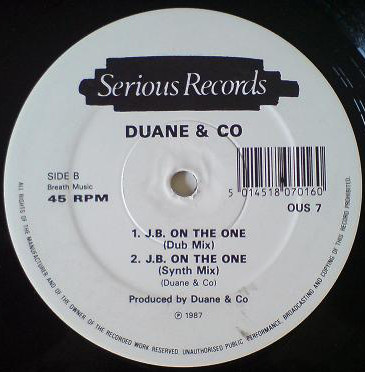 Serious Records
DUANE & CO
SIDE B
Breath Music
45 RPM
5 014518 070160
OUS 7
1. J.B. ON THE ONE
(Dub Mix)
2. J.B. ON THE ONE
(Synth Mix)
(Duane & Co)
Produced by Duane & Co
℗ 1987
ALL RIGHTS OF THE MANUFACTURER AND OF THE OWNER OF THE RECORDED WORK RESERVED. UNAUTHORISED PUBLIC PERFORMANCE BROADCASTING AND COPYING OF THIS RECORD PROHIBITED.